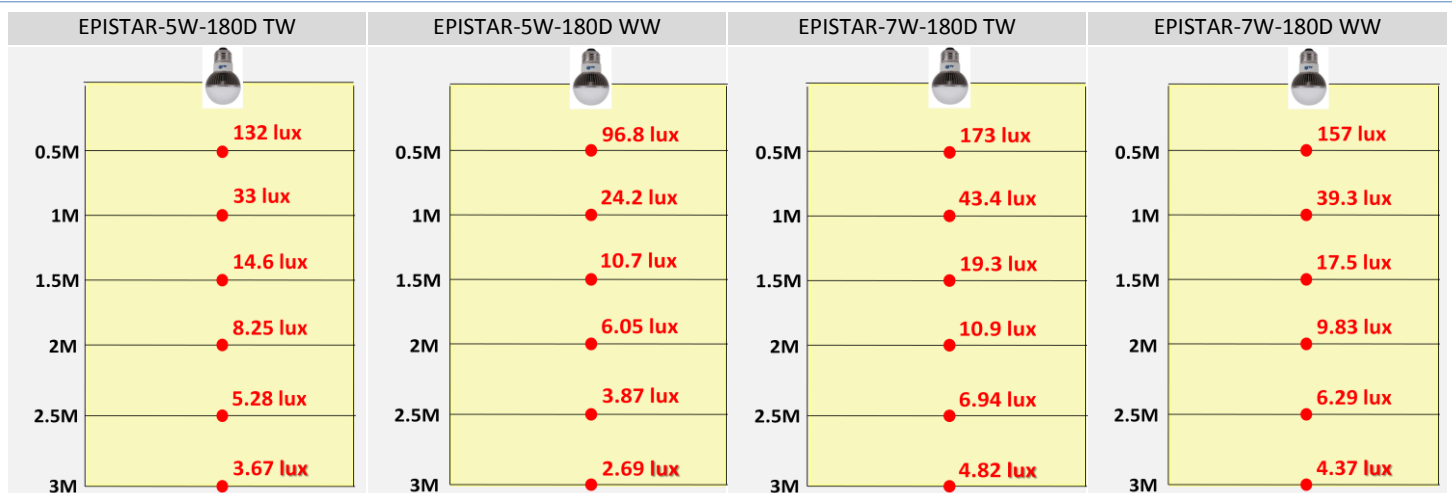 EPISTAR-5W-180D TW
EPISTAR-5W-180D WW
EPISTAR-7W-180D TW
EPISTAR-7W-180D WW
132 lux
0.5M
33 lux
1M
14.6 lux
1.5M
8.25 lux
2M
5.28 lux
2.5M
3.67 lux
3M
96.8 lux
0.5M
24.2 lux
1M
10.7 lux
1.5M
6.05 lux
2M
3.87 lux
2.5M
2.69 lux
3M
173 lux
0.5M
43.4 lux
1M
19.3 lux
1.5M
10.9 lux
2M
6.94 lux
2.5M
4.82 lux
3M
157 lux
0.5M
39.3 lux
1M
17.5 lux
1.5M
9.83 lux
2M
6.29 lux
2.5M
4.37 lux
3M